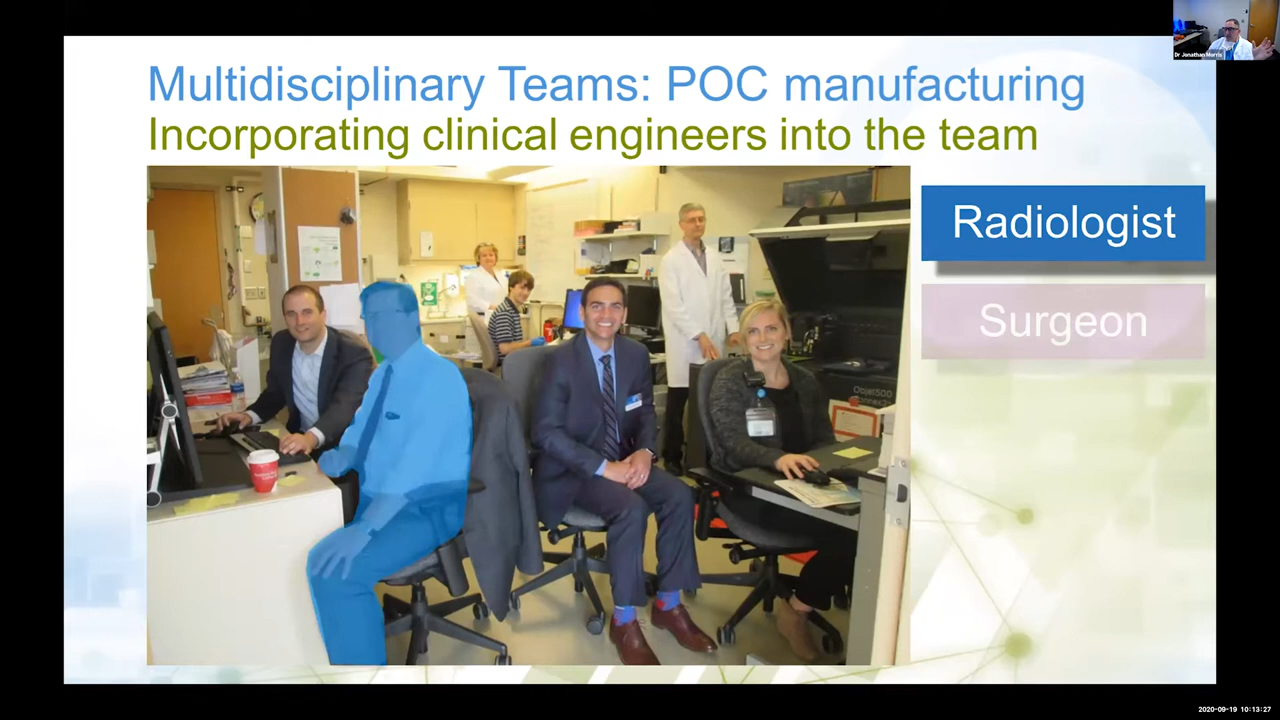 Dr Jonathan Morris
Multidisciplinary Teams: POC manufacturing
Incorporating clinical engineers into the team
Radiologist
Surgeon
Objet500
2020-09-19 10:13:27